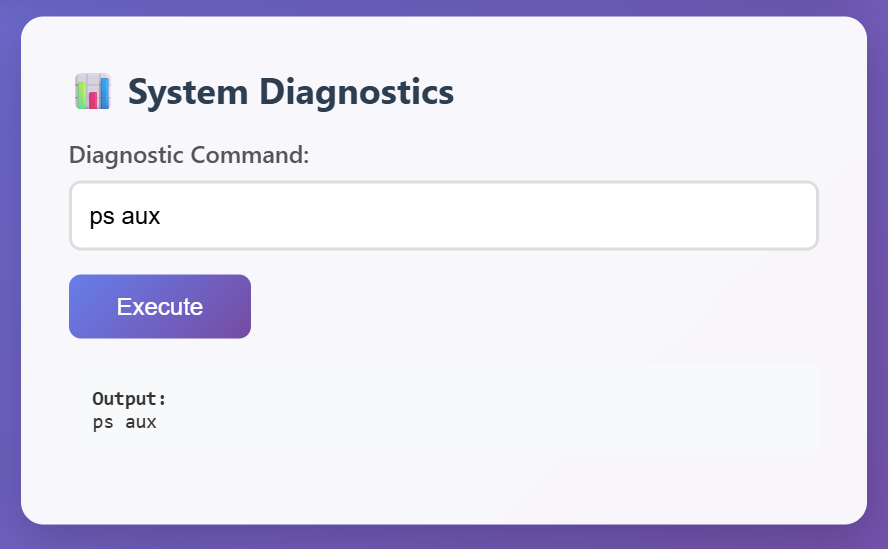 System Diagnostics
Diagnostic Command:
ps aux
Execute
Output:
ps aux